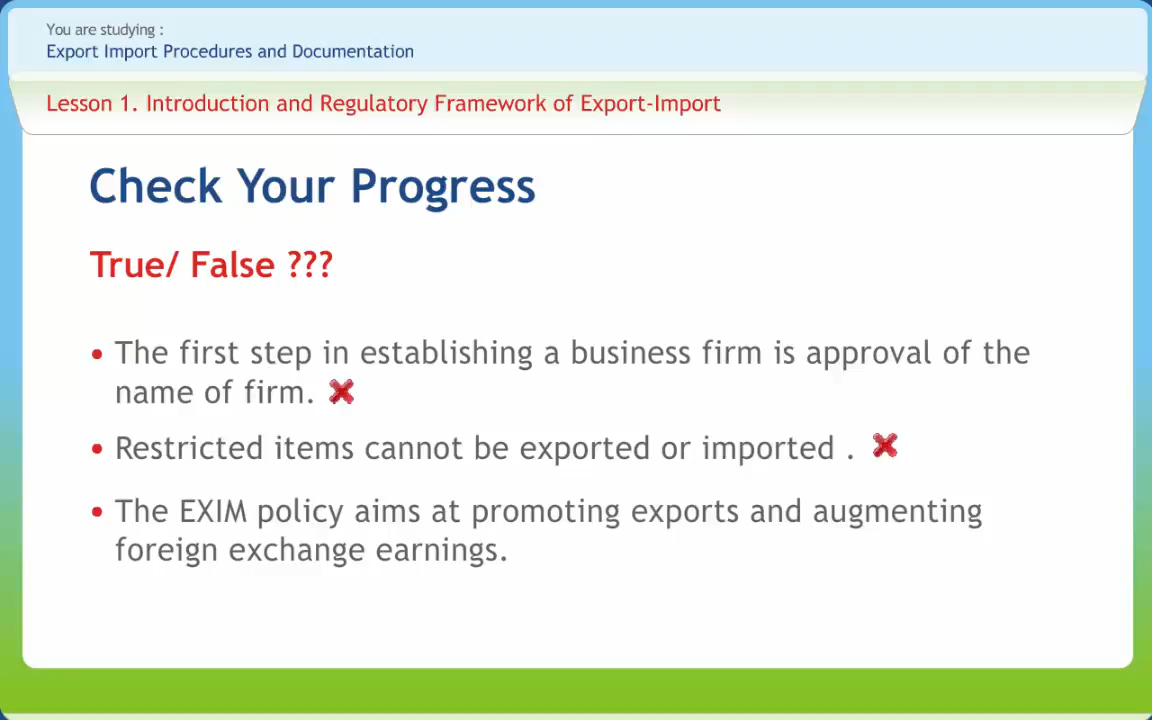 You are studying :
Export Import Procedures and Documentation
Lesson 1. Introduction and Regulatory Framework of Export-Import
Check Your Progress
True/ False ???
• The first step in establishing a business firm is approval of the
name of firm.
• Restricted items cannot be exported or imported .
• The EXIM policy aims at promoting exports and augmenting
foreign exchange earnings.